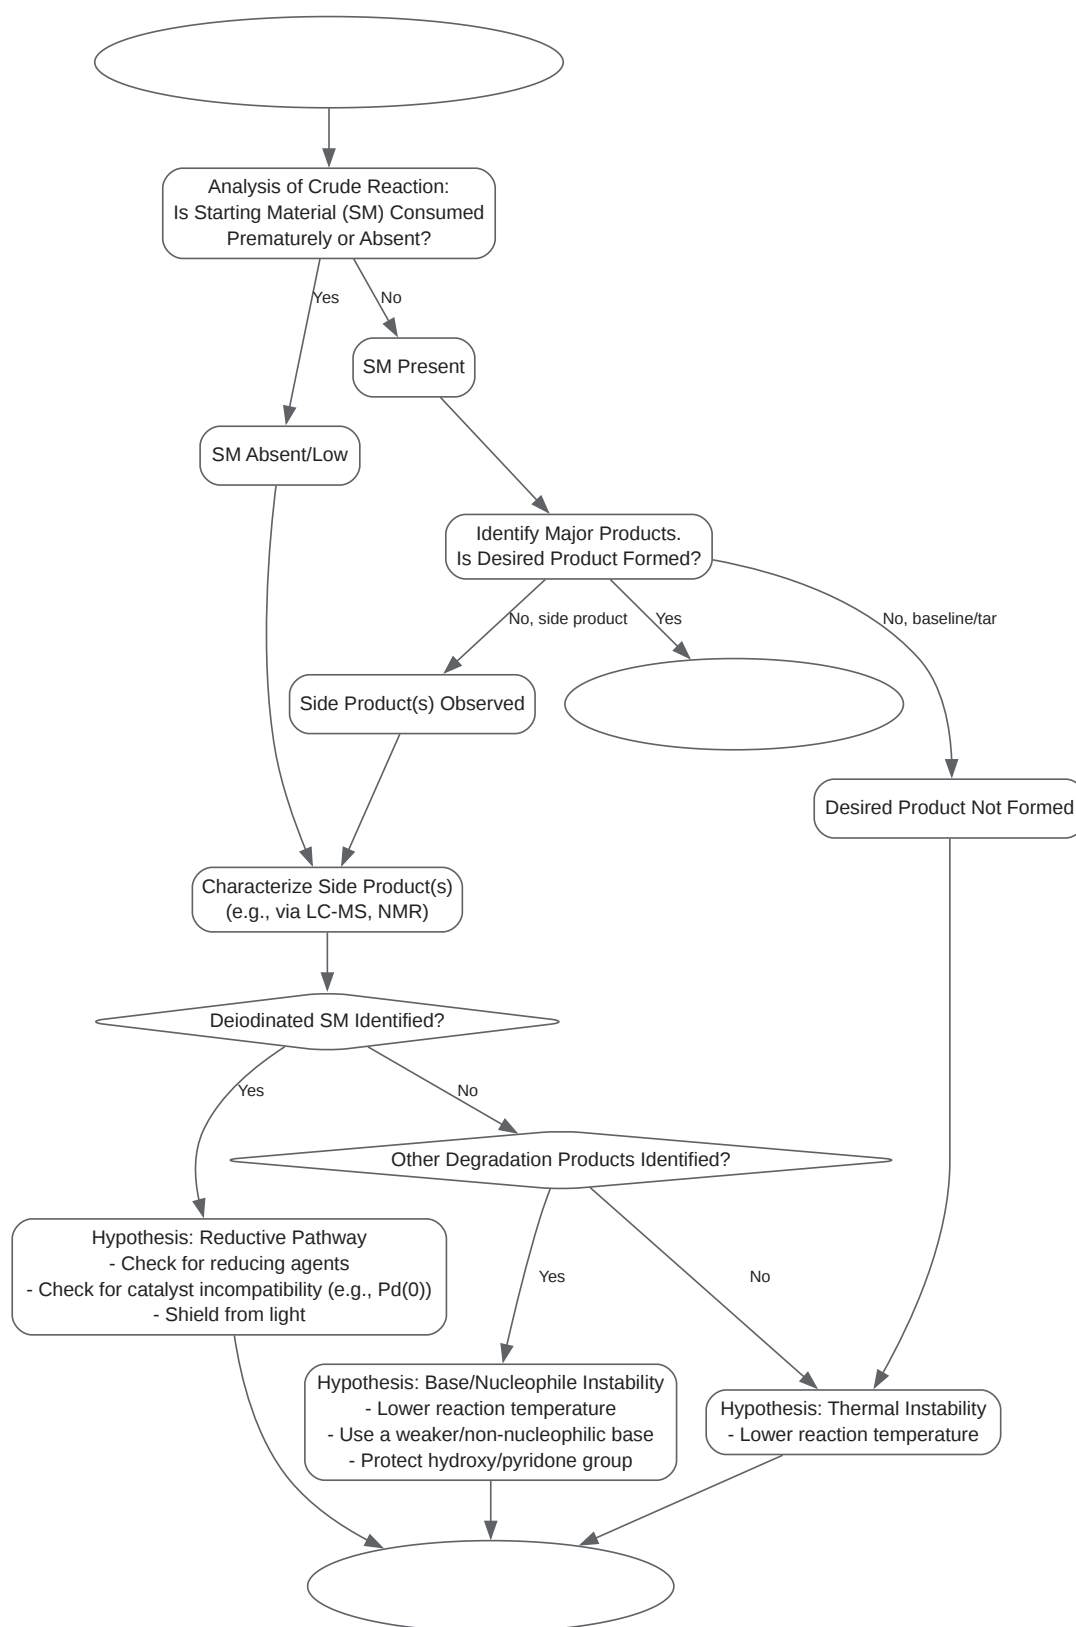 Analysis of Crude Reaction:
Is Starting Material (SM) Consumed
Prematurely or Absent?
Yes
No
SM Present
SM Absent/Low
Identify Major Products.
Is Desired Product Formed?
No, side product
Yes
No, baseline/tar
Side Product(s) Observed
Desired Product Not Formed
Characterize Side Product(s)
(e.g., via LC-MS, NMR)
Deiodinated SM Identified?
Yes
No
Other Degradation Products Identified?
Hypothesis: Reductive Pathway
- Check for reducing agents
- Check for catalyst incompatibility (e.g., Pd(0))
- Shield from light
Yes
No
Hypothesis: Base/Nucleophile Instability
- Lower reaction temperature
- Use a weaker/non-nucleophilic base
- Protect hydroxy/pyridone group
Hypothesis: Thermal Instability
- Lower reaction temperature